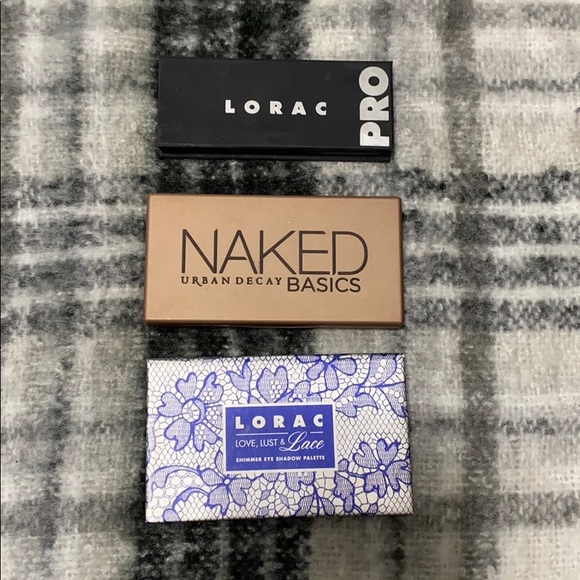 LORAC
PRO
NAKED
URBAN DECAY BASICS
LORAC
LOVE, LUST & Lace
SHIMMER EYE SHADOW PALETTE